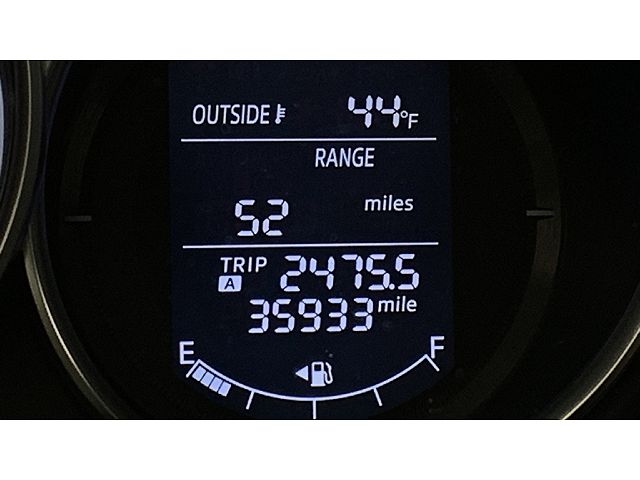 OUTSIDE 44°F
RANGE
52 miles
TRIP A 2475.5
35933 mile
E F